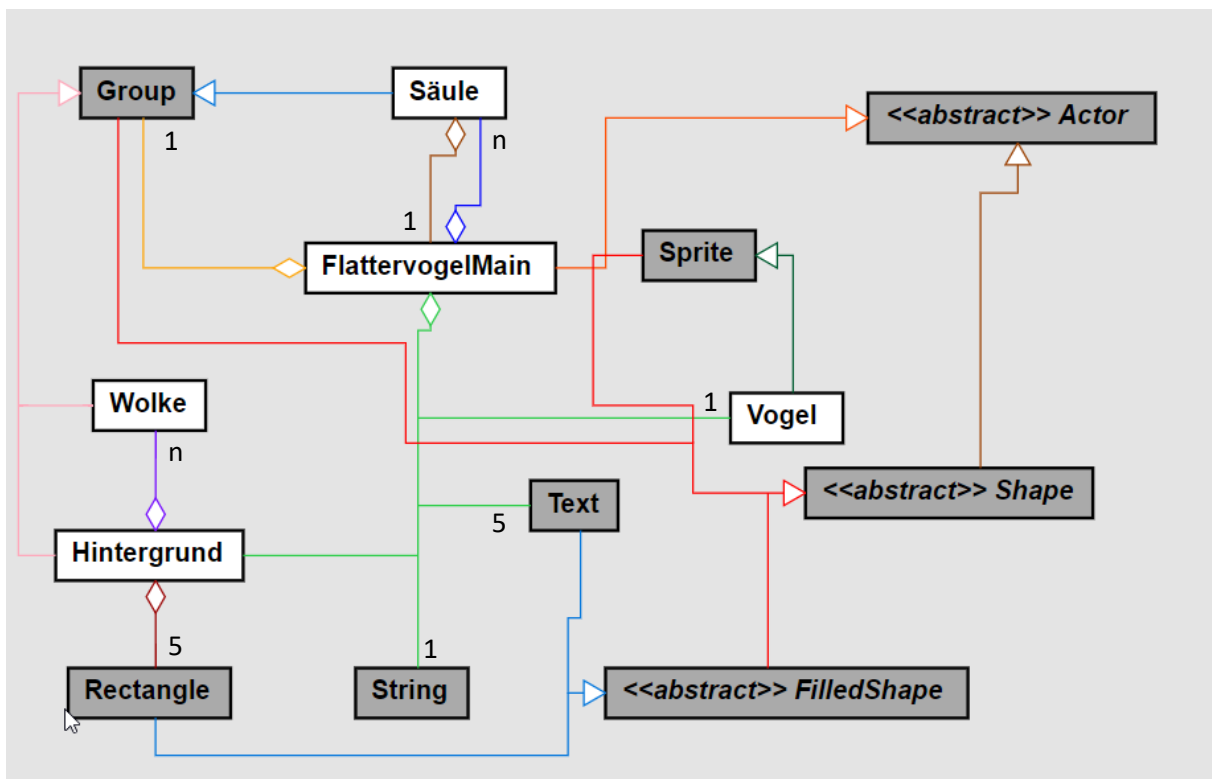 Group
Säule
<<abstract>> Actor
1
n
1
FlattervogelMain
Sprite
Wolke
1
Vogel
n
<<abstract>> Shape
Text
5
Hintergrund
5
1
Rectangle
String
<<abstract>> FilledShape